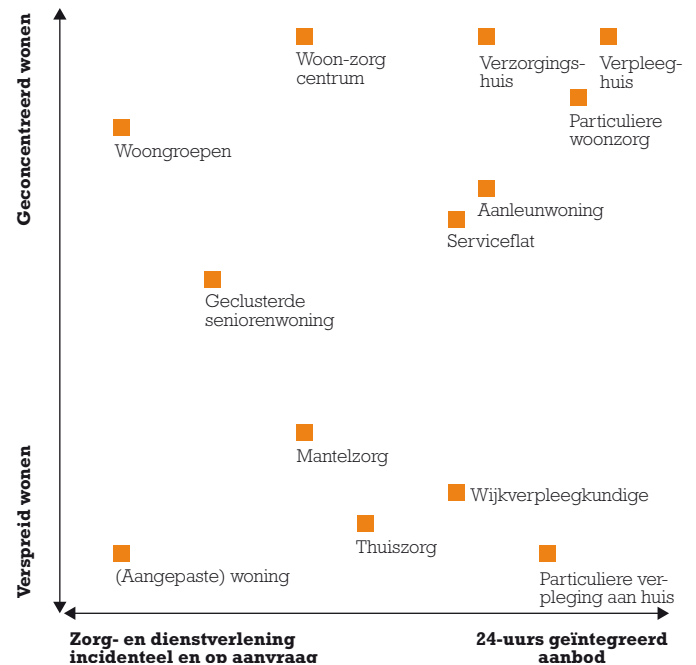 Geconcentreerd wonen
Verspreid wonen
Woon-zorg
centrum
Verzorgings-
huis
Verpleeg-
huis
Particuliere
woonzorg
Woongroepen
Aanleunwoning
Serviceflat
Geclusterde
seniorenwoning
Mantelzorg
Wijkverpleegkundige
Thuiszorg
(Aangepaste) woning
Particuliere ver-
pleging aan huis
Zorg- en dienstverlening
incidenteel en op aanvraag
24-uurs geïntegreerd
aanbod